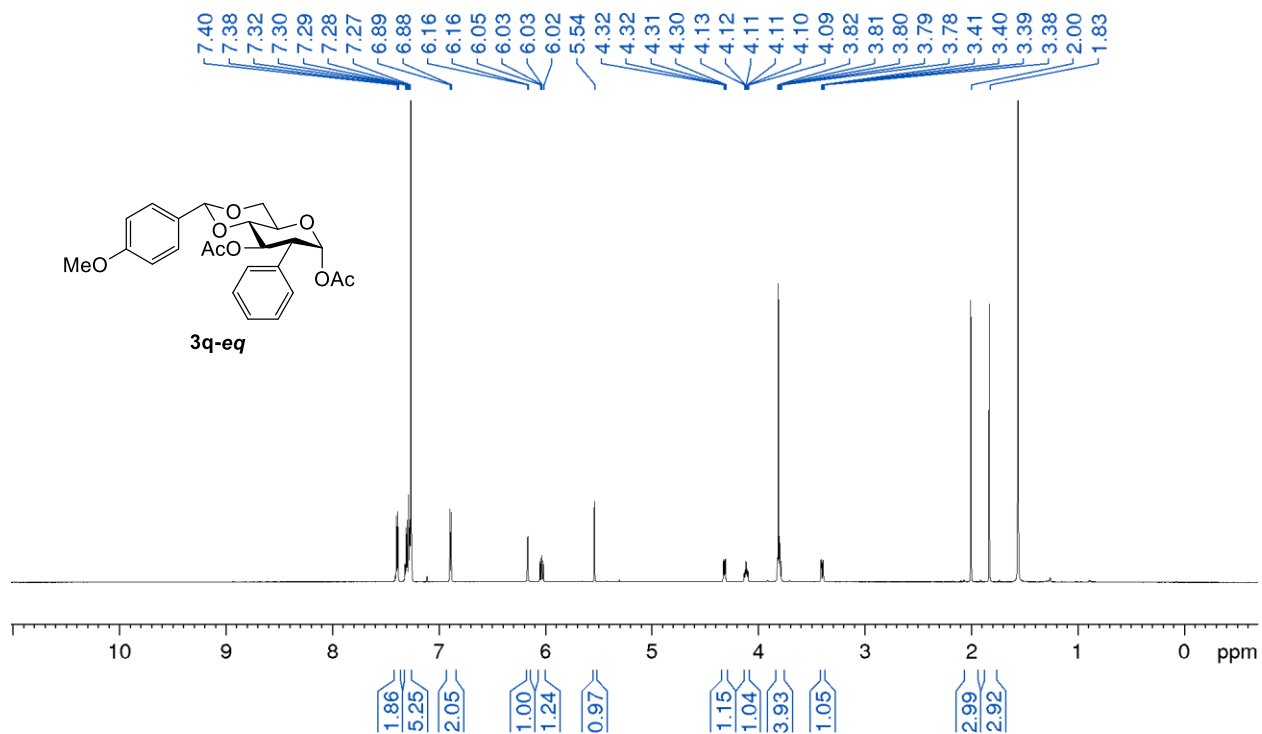 7.40 7.38 7.32 7.30 7.29 7.28 7.27 6.89 6.88 6.16 6.16 6.05 6.03 6.03 6.02 5.54 4.32 4.32 4.31 4.30 4.13 4.12 4.11 4.11 4.10 4.09 3.82 3.81 3.80 3.79 3.78 3.41 3.40 3.39 3.38 2.00 1.83
O O
O
AcO
MeO
OAc
3q-eq
10 9 8 7 6 5 4 3 2 1 0 ppm
1.86 5.25 2.05 1.00 1.24 0.97 1.15 1.04 3.93 1.05 2.99 2.92